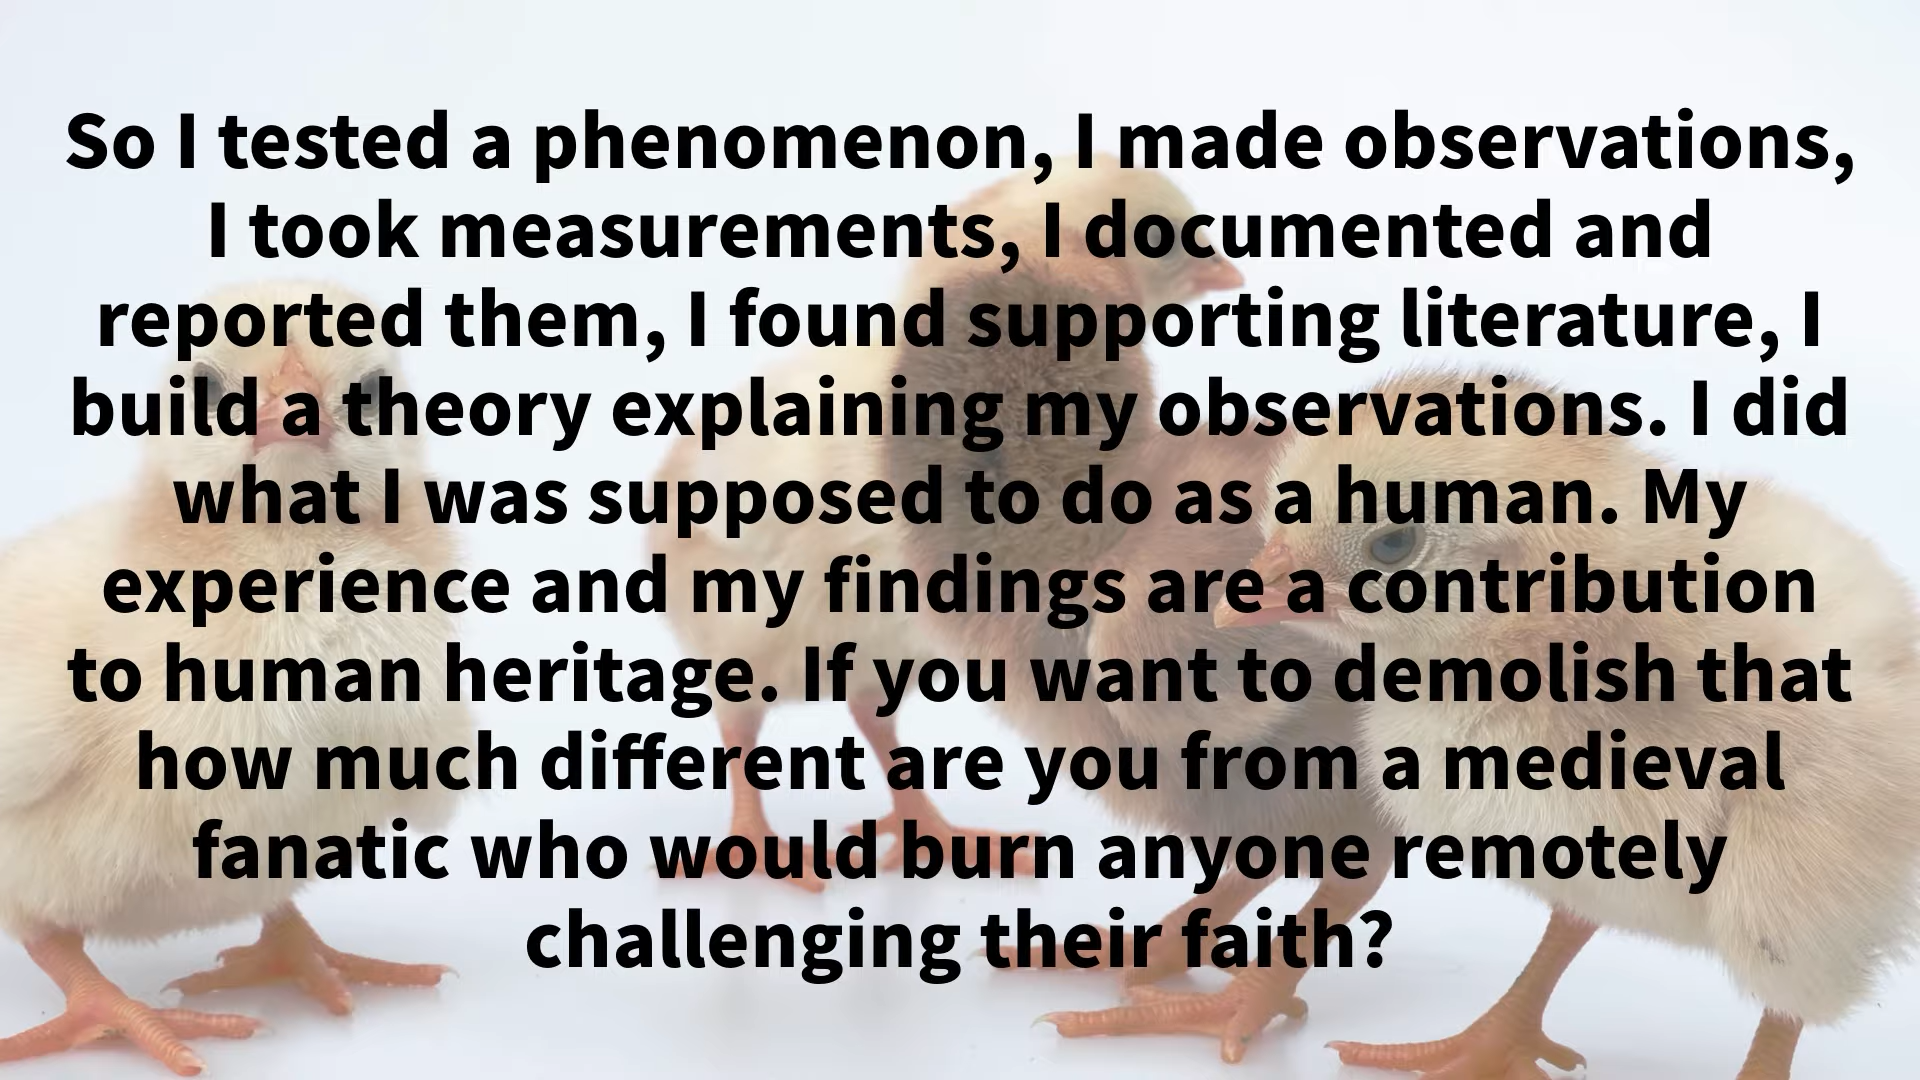 So I tested a phenomenon, I made observations,
I took measurements, I documented and
reported them, I found supporting literature, I
build a theory explaining my observations. I did
what I was supposed to do as a human. My
experience and my findings are a contribution
to human heritage. If you want to demolish that
how much different are you from a medieval
fanatic who would burn anyone remotely
challenging their faith?